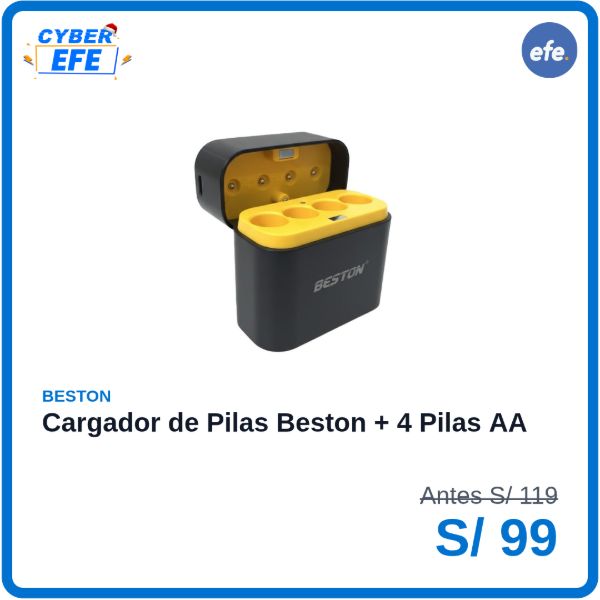 CYBER
EFE
efe.
BESTON®
BESTON
Cargador de Pilas Beston + 4 Pilas AA
Antes S/ 119
S/ 99